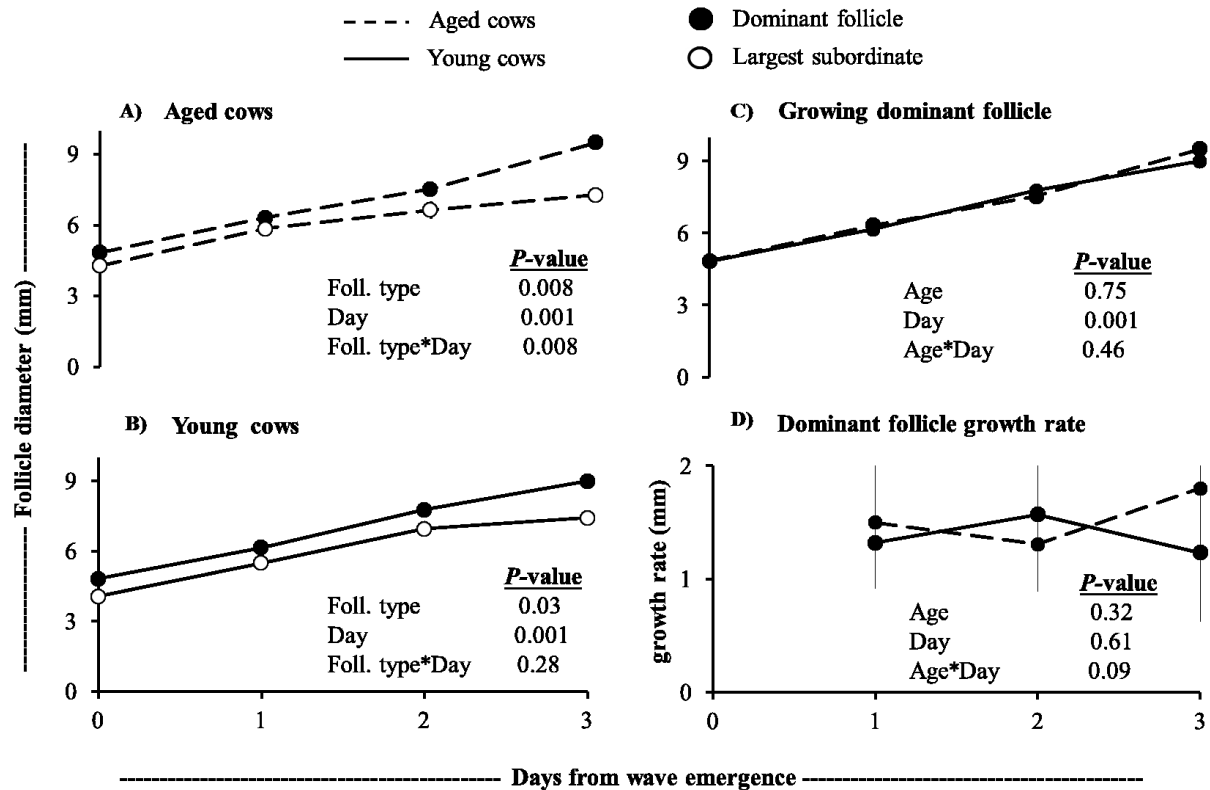 Aged cows
Young cows
Dominant follicle
Largest subordinate
A) Aged cows
9
6
3
0
P-value
Foll. type 0.008
Day 0.001
Foll. type*Day 0.008
C) Growing dominant follicle
9
6
3
0
P-value
Age 0.75
Day 0.001
Age*Day 0.46
Follicle diameter (mm)
B) Young cows
9
6
3
0
P-value
Foll. type 0.03
Day 0.001
Foll. type*Day 0.28
0 1 2 3
D) Dominant follicle growth rate
growth rate (mm)
2
1
0
P-value
Age 0.32
Day 0.61
Age*Day 0.09
0 1 2 3
Days from wave emergence